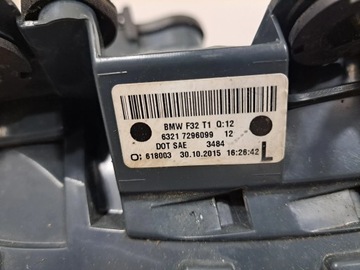 BMW F32 T1 Q:12
6321 7296099 12
DOT SAE 3484
O: 618003 30.10.2015 16:26:42 L